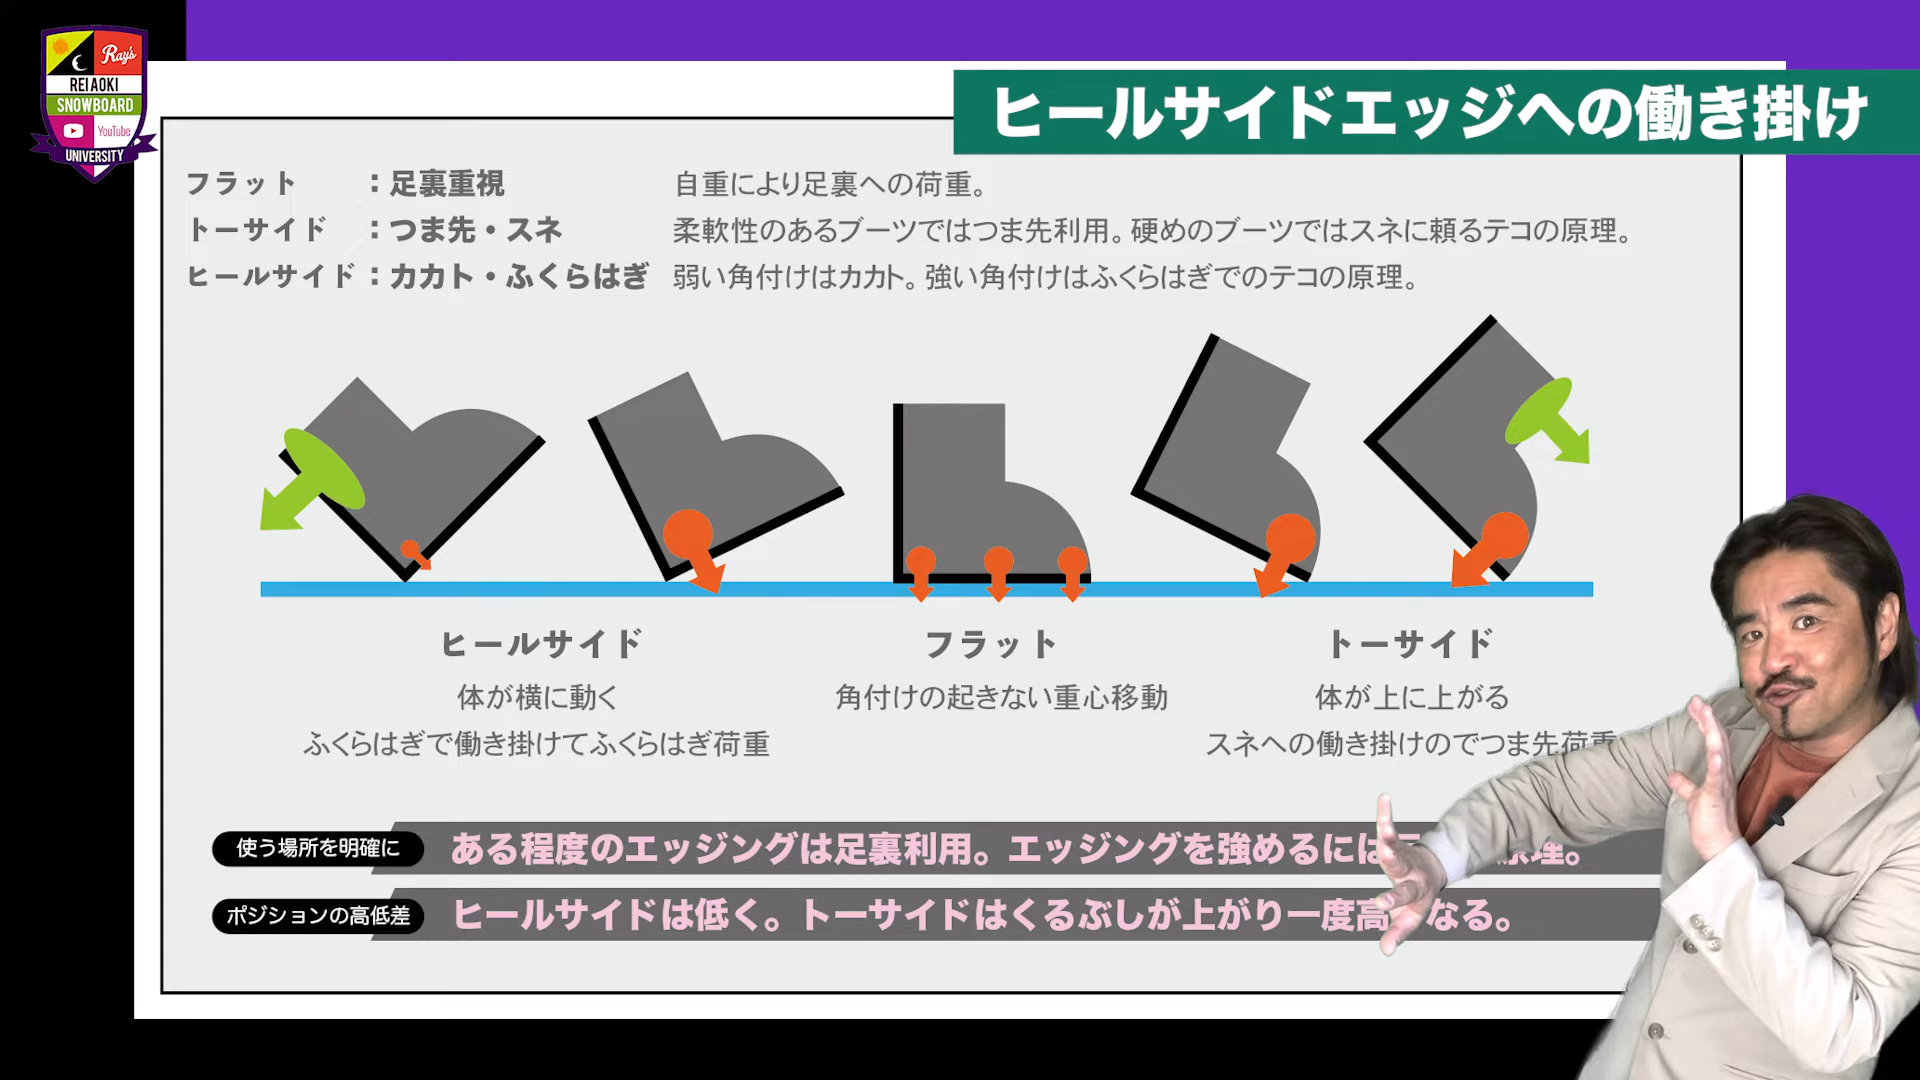 Ray's
REI AOKI
SNOWBOARD
YouTube
UNIVERSITY
ヒールサイドエッジへの働き掛け
フラット ：足裏重視 自重により足裏への荷重。
トーサイド ：つま先・スネ 柔軟性のあるブーツではつま先利用。硬めのブーツではスネに頼るテコの原理。
ヒールサイド：カカト・ふくらはぎ 弱い角付けはカカト。強い角付けはふくらはぎでのテコの原理。
ヒールサイド
体が横に動く
ふくらはぎで働き掛けてふくらはぎ荷重
フラット
角付けの起きない重心移動
トーサイド
体が上に上がる
スネへの働き掛けのでつま先荷重
使う場所を明確に ある程度のエッジングは足裏利用。エッジングを強めるには 原理。
ポジションの高低差 ヒールサイドは低く。トーサイドはくるぶしが上がり一度高 なる。